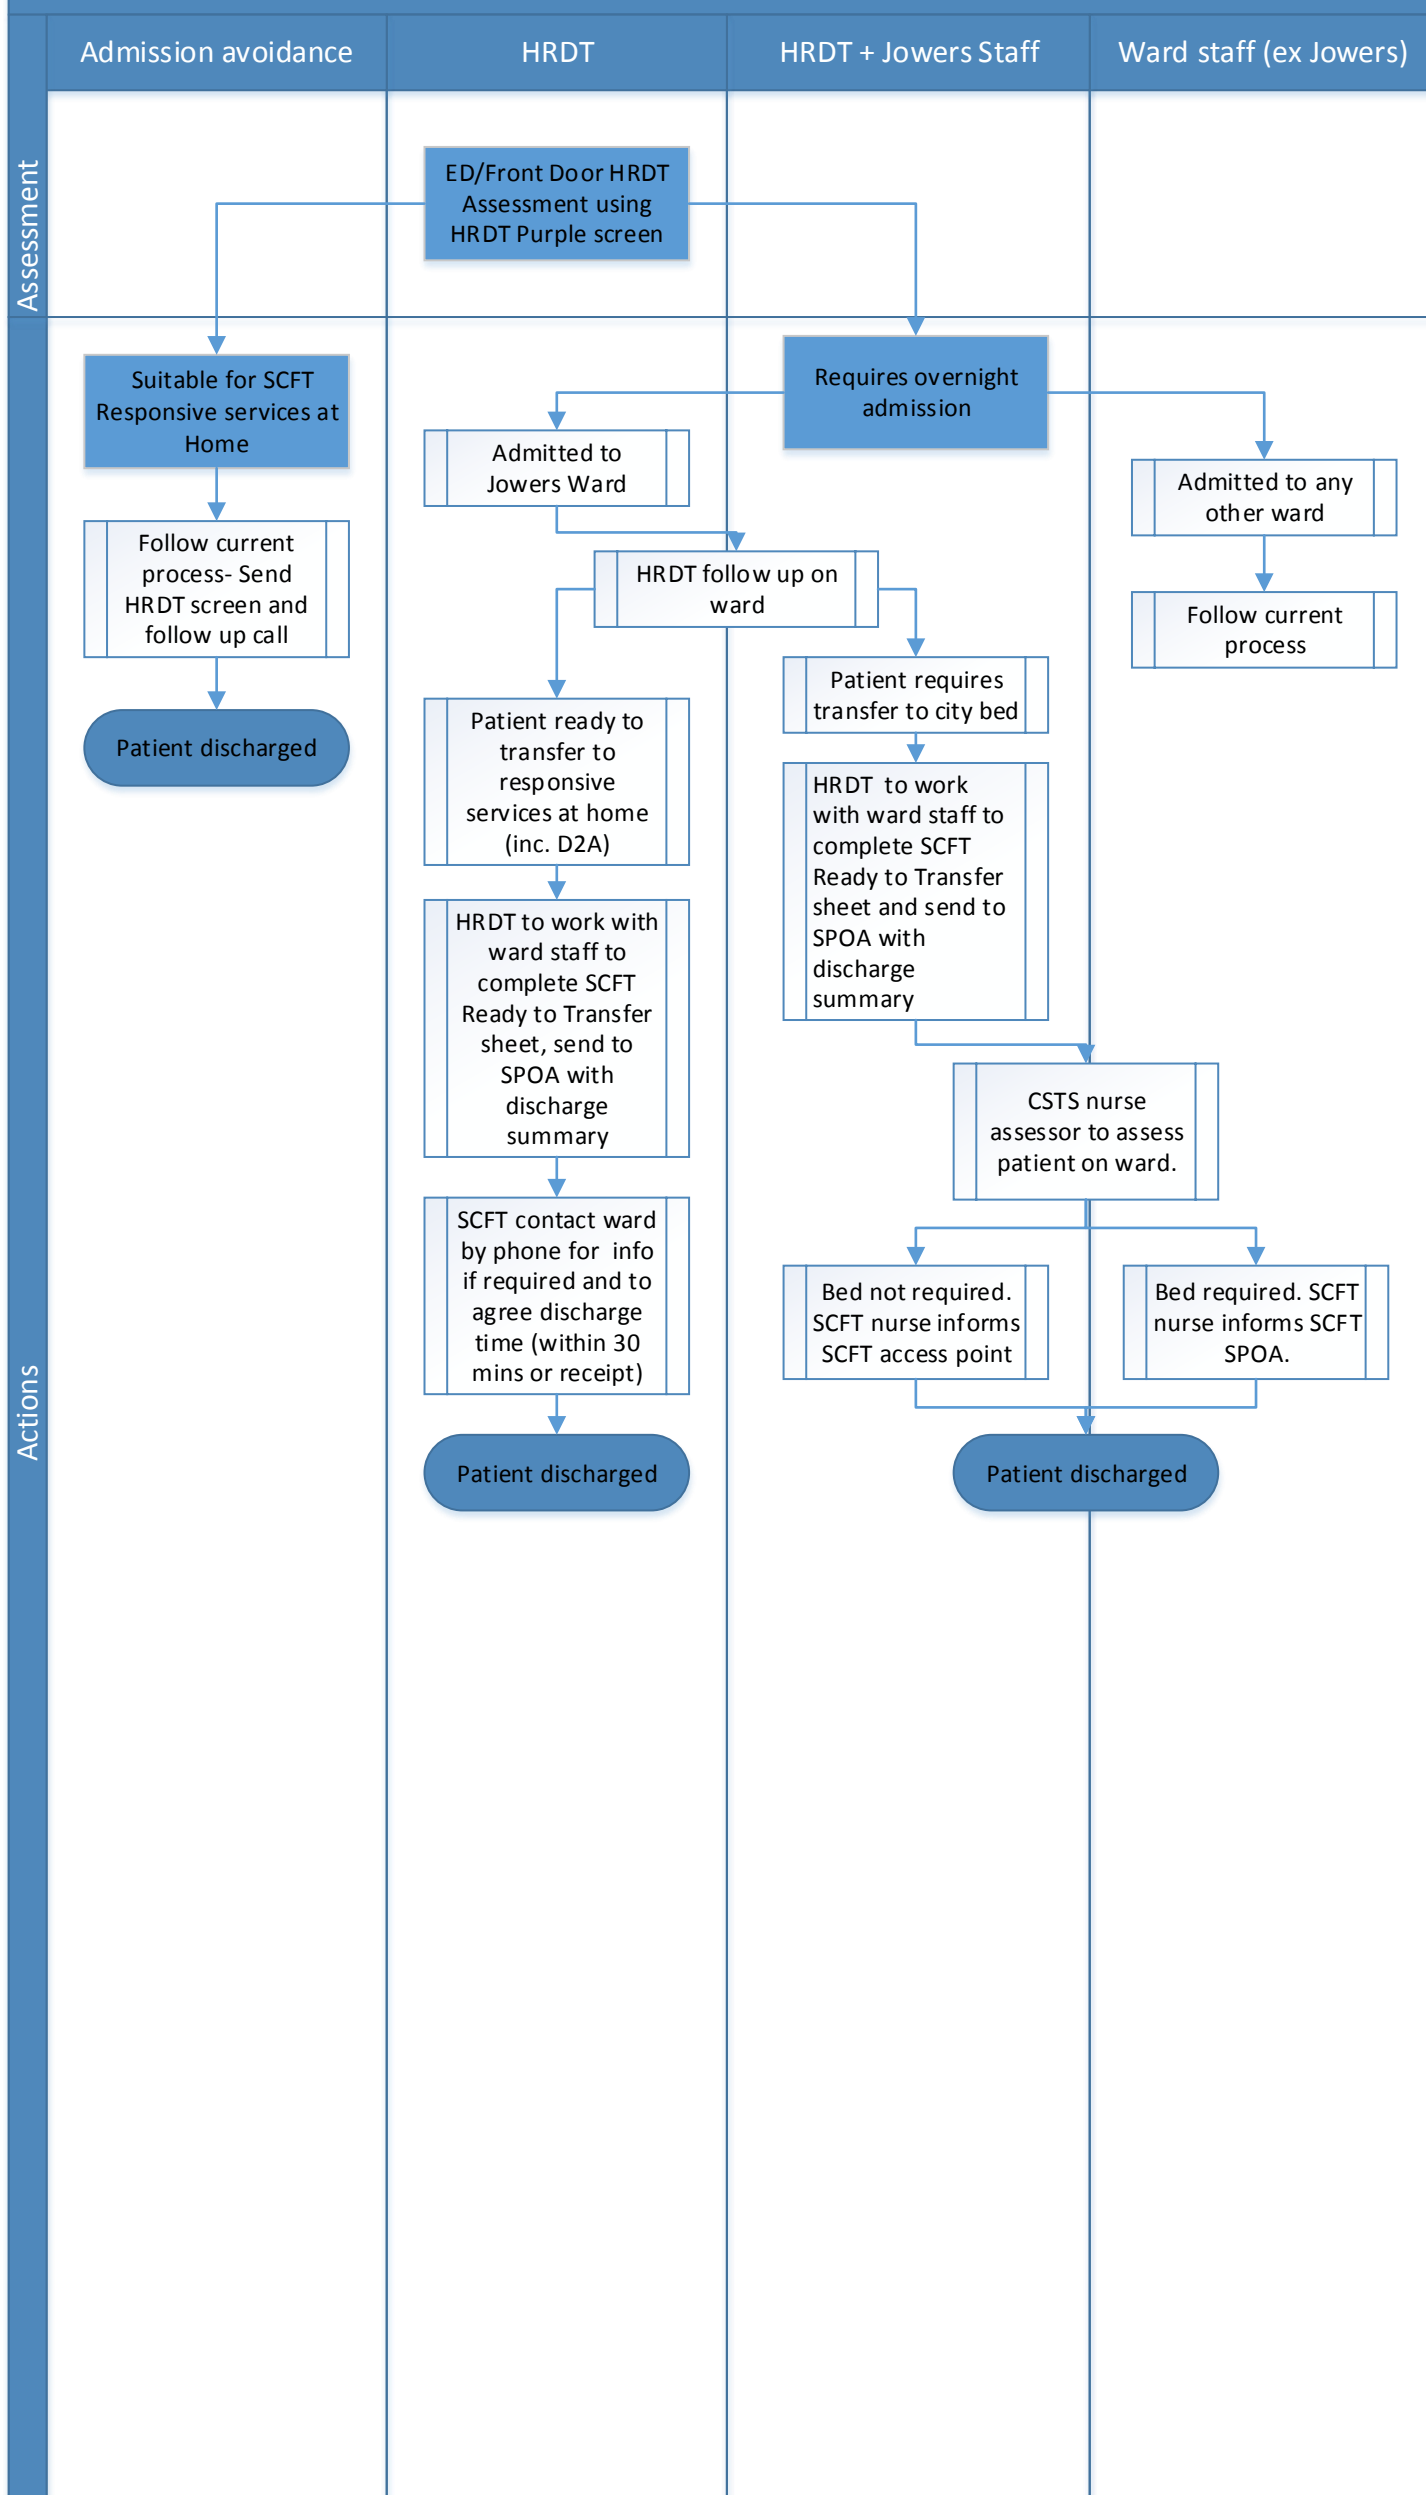 Admission avoidance
HRDT
HRDT + Jowers Staff
Ward staff (ex Jowers)
Assessment
ED/Front Door HRDT
Assessment using
HRDT Purple screen
Actions
Suitable for SCFT
Responsive services at
Home
Follow current
process- Send
HRDT screen and
follow up call
Patient discharged
Requires overnight
admission
Admitted to
Jowers Ward
HRDT follow up on
ward
Patient ready to
transfer to
responsive
services at home
(inc. D2A)
HRDT to work with
ward staff to
complete SCFT
Ready to Transfer
sheet, send to
SPOA with
discharge
summary
SCFT contact ward
by phone for info
if required and to
agree discharge
time (within 30
mins or receipt)
Patient discharged
Patient requires
transfer to city bed
HRDT to work
with ward staff to
complete SCFT
Ready to Transfer
sheet and send to
SPOA with
discharge
summary
CSTS nurse
assessor to assess
patient on ward.
Bed not required.
SCFT nurse informs
SCFT access point
Bed required. SCFT
nurse informs SCFT
SPOA.
Patient discharged
Admitted to any
other ward
Follow current
process